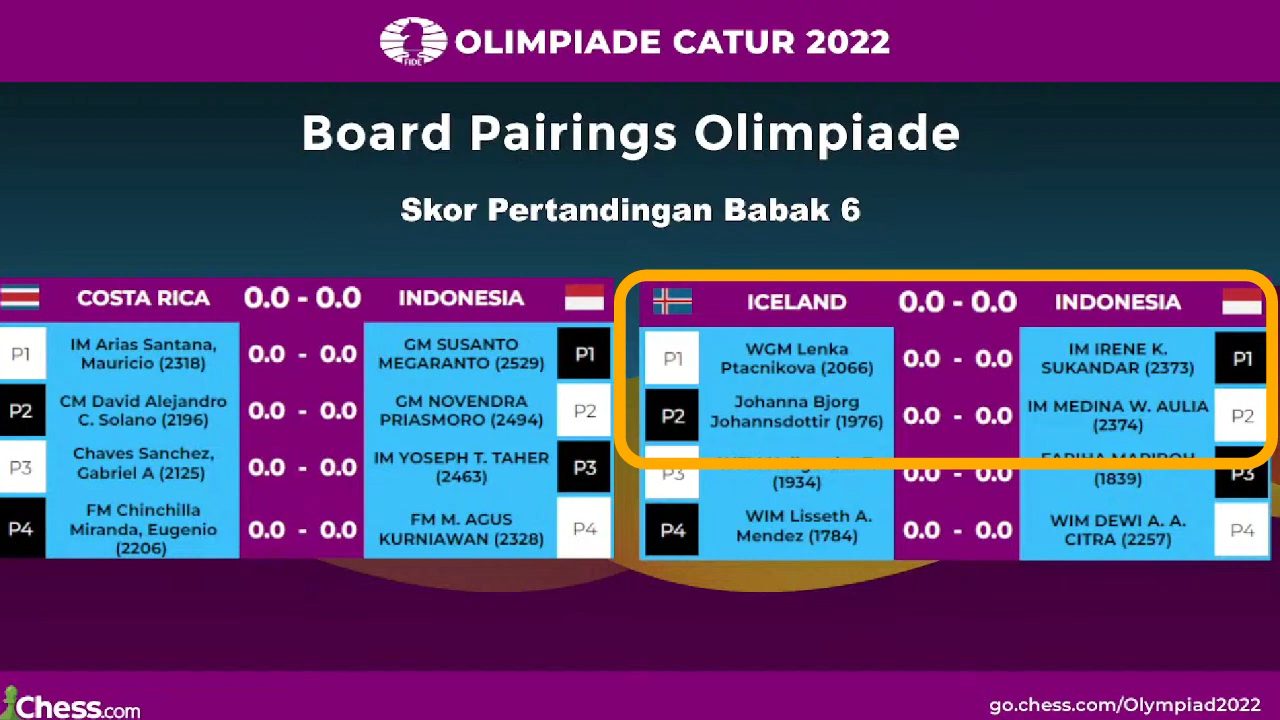 FIDE
OLIMPIADE CATUR 2022
Board Pairings Olimpiade
Skor Pertandingan Babak 6
COSTA RICA 0.0 - 0.0 INDONESIA
P1 IM Arias Santana, Mauricio (2318) 0.0 - 0.0 GM SUSANTO MEGARANTO (2529) P1
P2 CM David Alejandro C. Solano (2196) 0.0 - 0.0 GM NOVENDRA PRIASMORO (2494) P2
P3 Chaves Sanchez, Gabriel A (2125) 0.0 - 0.0 IM YOSEPH T. TAHER (2463) P3
P4 FM Chinchilla Miranda, Eugenio (2206) 0.0 - 0.0 FM M. AGUS KURNIAWAN (2328) P4
ICELAND 0.0 - 0.0 INDONESIA
P1 WGM Lenka Ptacnikova (2066) 0.0 - 0.0 IM IRENE K. SUKANDAR (2373) P1
P2 Johanna Bjorg Johannsdottir (1976) 0.0 - 0.0 IM MEDINA W. AULIA (2374) P2
P3 (1934) 0.0 - 0.0 (1839) P3
P4 WIM Lisseth A. Mendez (1784) 0.0 - 0.0 WIM DEWI A. A. CITRA (2257) P4
Chess.com
go.chess.com/Olympiad2022